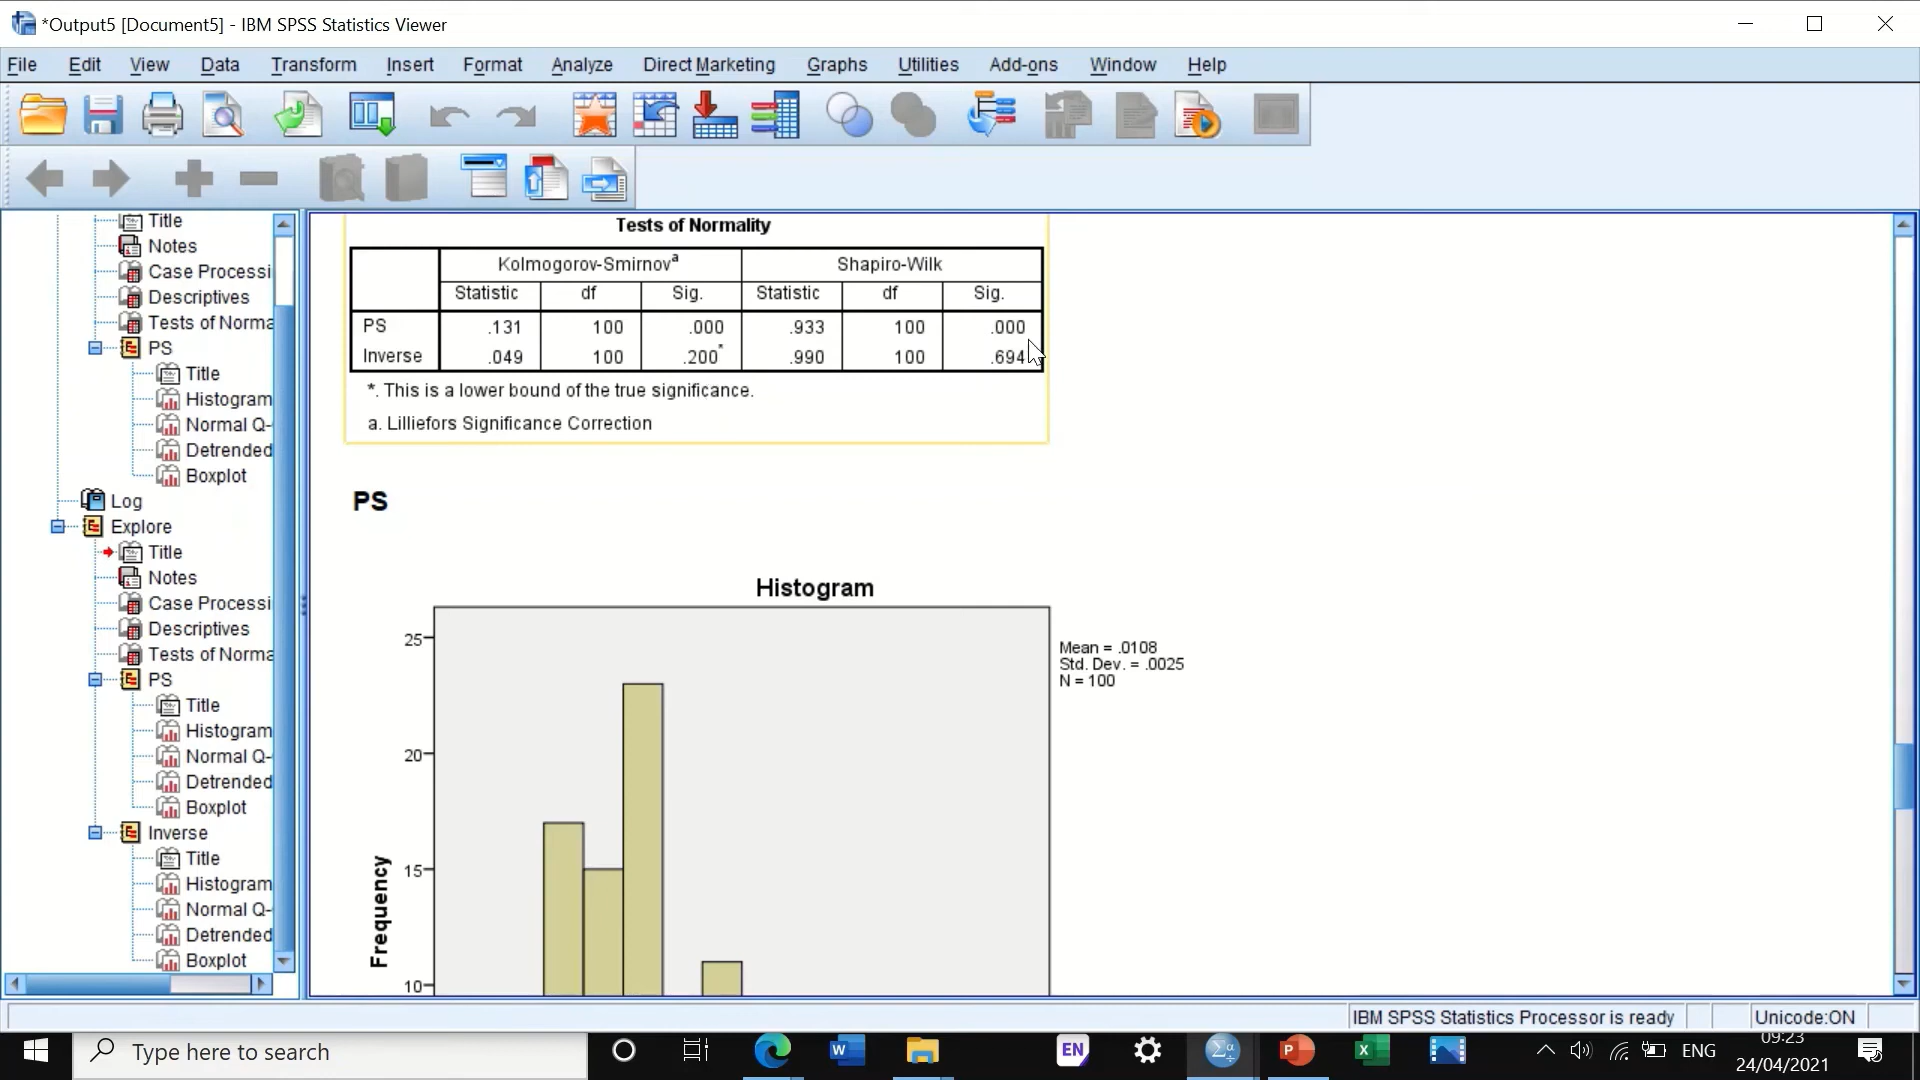 *Output5 [Document5] - IBM SPSS Statistics Viewer
File Edit View Data Transform Insert Format Analyze Direct Marketing Graphs Utilities Add-ons Window Help
Title
Notes
Case Processi
Descriptives
Tests of Norma
PS
Title
Histogram
Normal Q-
Detrended
Boxplot
Log
Explore
Title
Notes
Case Processi
Descriptives
Tests of Norma
PS
Title
Histogram
Normal Q-
Detrended
Boxplot
Inverse
Title
Histogram
Normal Q-
Detrended
Boxplot
Tests of Normality
Kolmogorov-Smirnov^a Shapiro-Wilk
Statistic df Sig. Statistic df Sig.
PS .131 100 .000 .933 100 .000
Inverse .049 100 .200* .990 100 .694
*. This is a lower bound of the true significance.
a. Lilliefors Significance Correction
PS
Histogram
25
20
15
10
Frequency
Mean = .0108
Std. Dev. = .0025
N = 100
IBM SPSS Statistics Processor is ready Unicode:ON
Type here to search
EN
ENG
09:23
24/04/2021